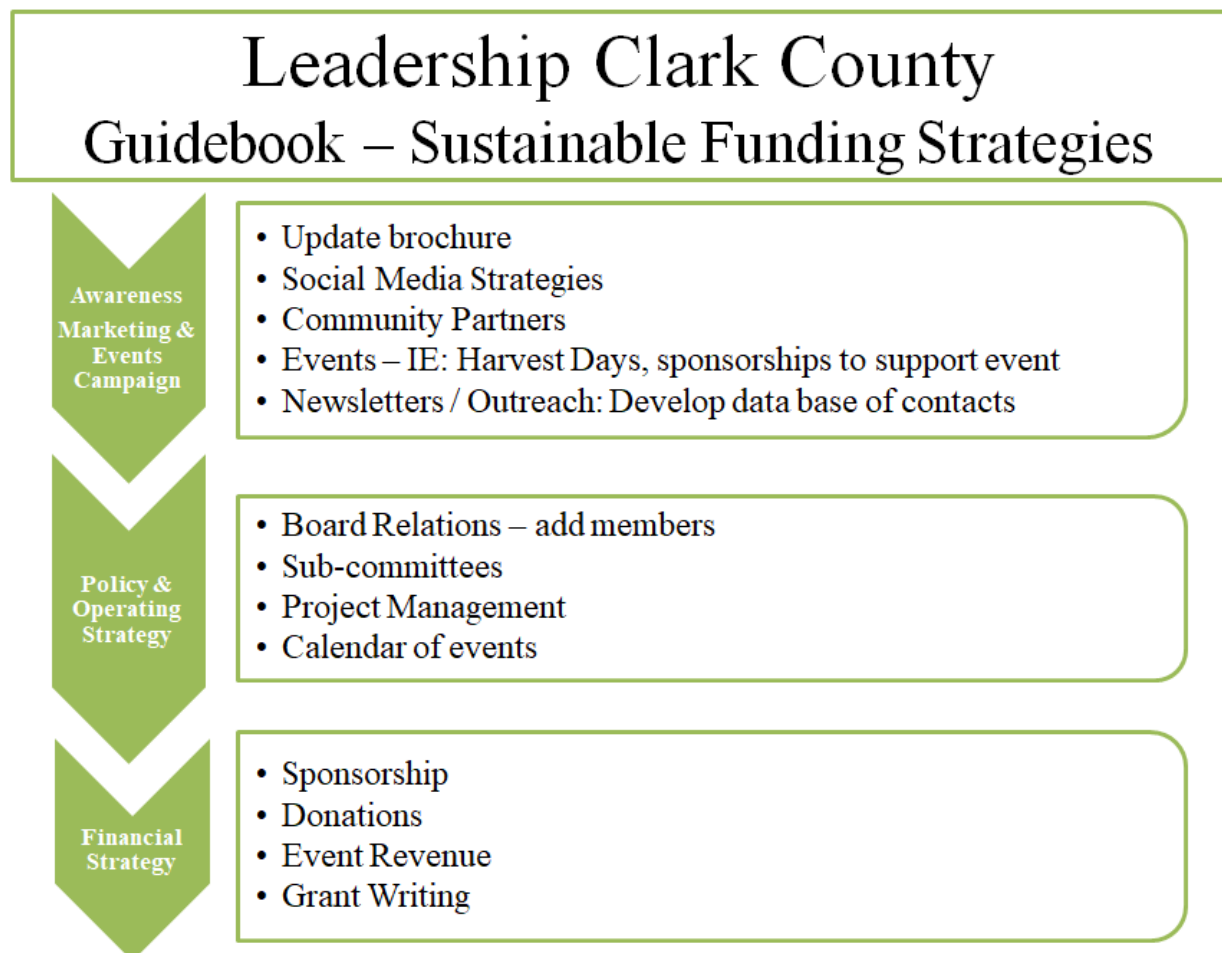 Leadership Clark County
Guidebook – Sustainable Funding Strategies
Awareness
Marketing &
Events
Campaign
• Update brochure
• Social Media Strategies
• Community Partners
• Events – IE: Harvest Days, sponsorships to support event
• Newsletters / Outreach: Develop data base of contacts
Policy &
Operating
Strategy
• Board Relations – add members
• Sub-committees
• Project Management
• Calendar of events
Financial
Strategy
• Sponsorship
• Donations
• Event Revenue
• Grant Writing